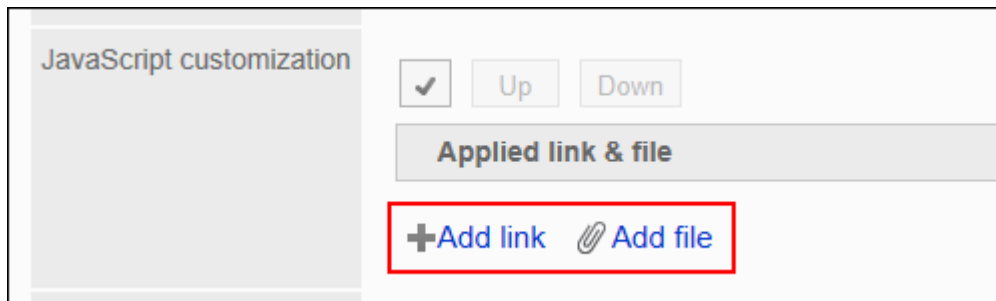 JavaScript customization
Up Down
Applied link & file
Add link Add file